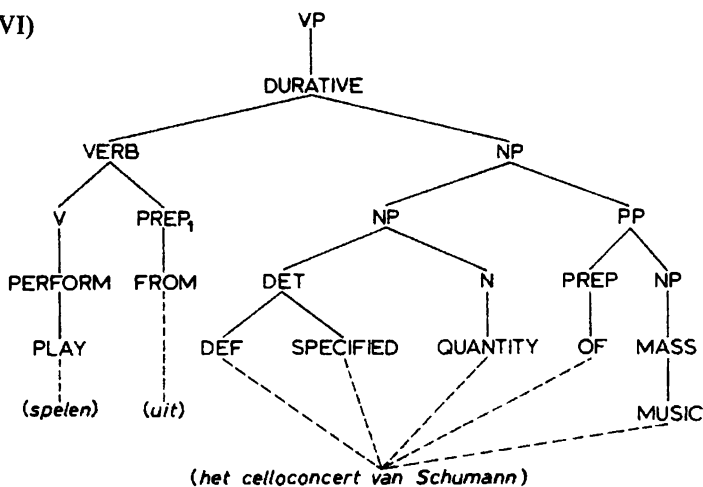 VI)
VP
DURATIVE
VERB NP
V PREP₁ NP PP
PERFORM FROM DET N PREP NP
PLAY DEF SPECIFIED QUANTITY OF MASS
(spelen) (uit) MUSIC
(het celloconcert van Schumann)